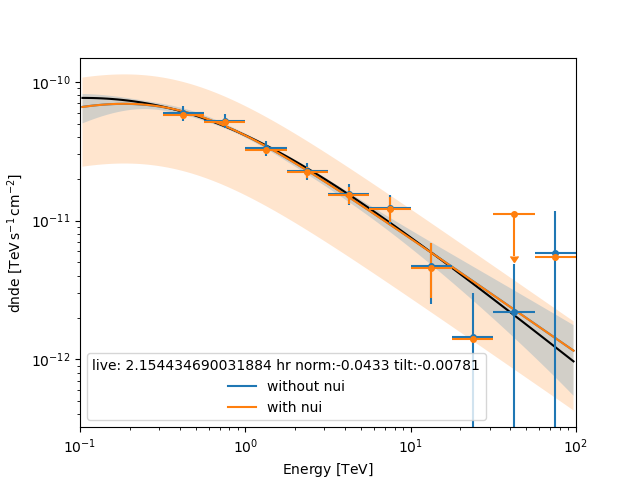 10⁻¹⁰
10⁻¹¹
10⁻¹²
dnde [TeV s⁻¹ cm⁻²]
live: 2.154434690031884 hr norm:-0.0433 tilt:-0.00781
without nui
with nui
10⁻¹ 10⁰ 10¹ 10²
Energy [TeV]